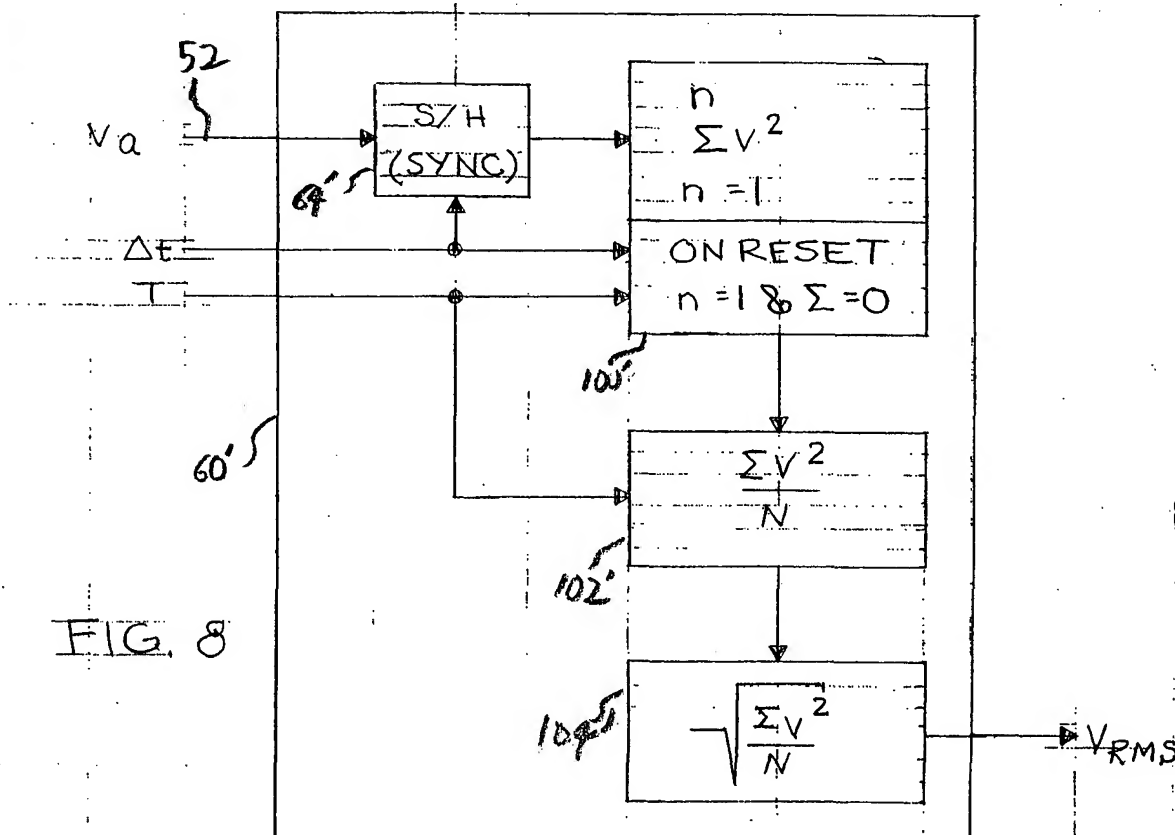 52
Va
S/H
(SYNC)
64'
n
ΣV²
n=1
Δt
T
ON RESET
n=1 & Σ=0
100'
60'
ΣV²
N
102'
FIG. 8
104'
√ΣV²
N
VRMS